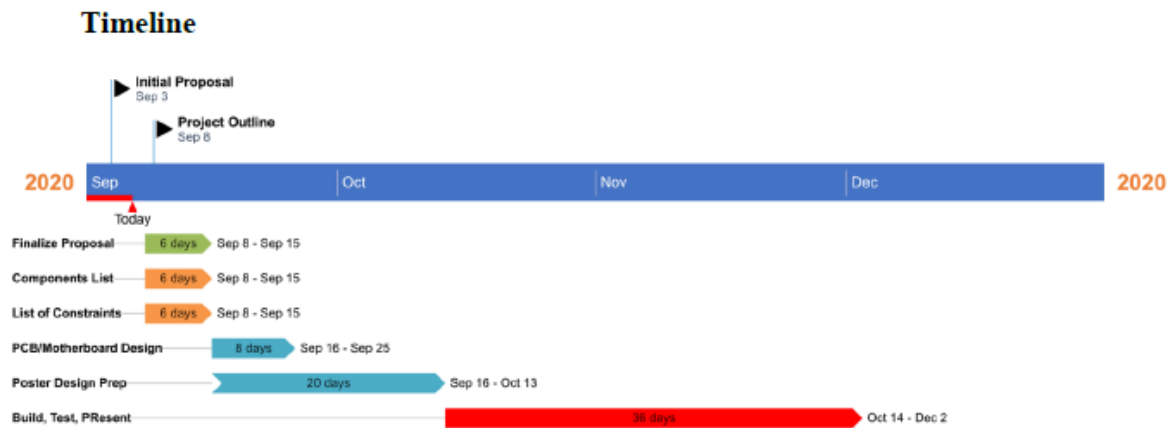 Timeline
Initial Proposal
Sep 3
Project Outline
Sep 8
2020 Sep Oct Nov Dec 2020
Today
Finalize Proposal 6 days Sep 8 - Sep 15
Components List 6 days Sep 8 - Sep 15
List of Constraints 6 days Sep 8 - Sep 15
PCB/Motherboard Design 8 days Sep 16 - Sep 25
Poster Design Prep 20 days Sep 16 - Oct 13
Build, Test, PResent 36 days Oct 14 - Dec 2